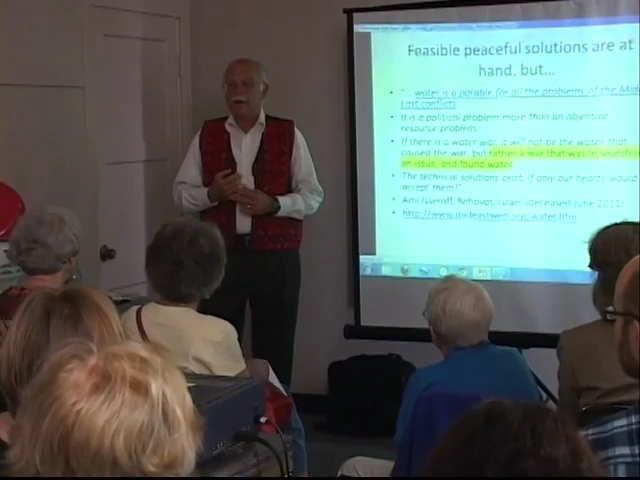 Feasible peaceful solutions are at
hand, but...
• "... water is a parable for all the problems of the Mid
East conflicts.
• It is a political problem more than an objective
resource problem.
• If there is a water war, it will not be the water that
caused the war, but rather a war that was in search o
an issue, and found water.
• The technical solutions exist, if only our hearts would
accept them!"
• Ami Isseroff, Rehovot, Israel (deceased June 2011)
• http://www.mideastweb.org/water.htm